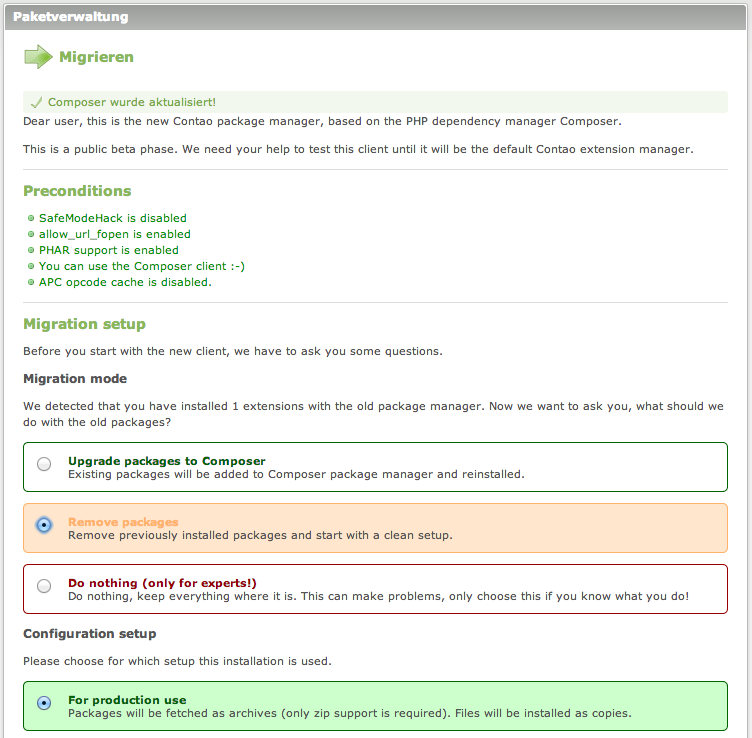 Paketverwaltung
Migrieren
Composer wurde aktualisiert!
Dear user, this is the new Contao package manager, based on the PHP dependency manager Composer.
This is a public beta phase. We need your help to test this client until it will be the default Contao extension manager.
Preconditions
SafeModeHack is disabled
allow_url_fopen is enabled
PHAR support is enabled
You can use the Composer client :-)
APC opcode cache is disabled.
Migration setup
Before you start with the new client, we have to ask you some questions.
Migration mode
We detected that you have installed 1 extensions with the old package manager. Now we want to ask you, what should we
do with the old packages?
Upgrade packages to Composer
Existing packages will be added to Composer package manager and reinstalled.
Remove packages
Remove previously installed packages and start with a clean setup.
Do nothing (only for experts!)
Do nothing, keep everything where it is. This can make problems, only choose this if you know what you do!
Configuration setup
Please choose for which setup this installation is used.
For production use
Packages will be fetched as archives (only zip support is required). Files will be installed as copies.